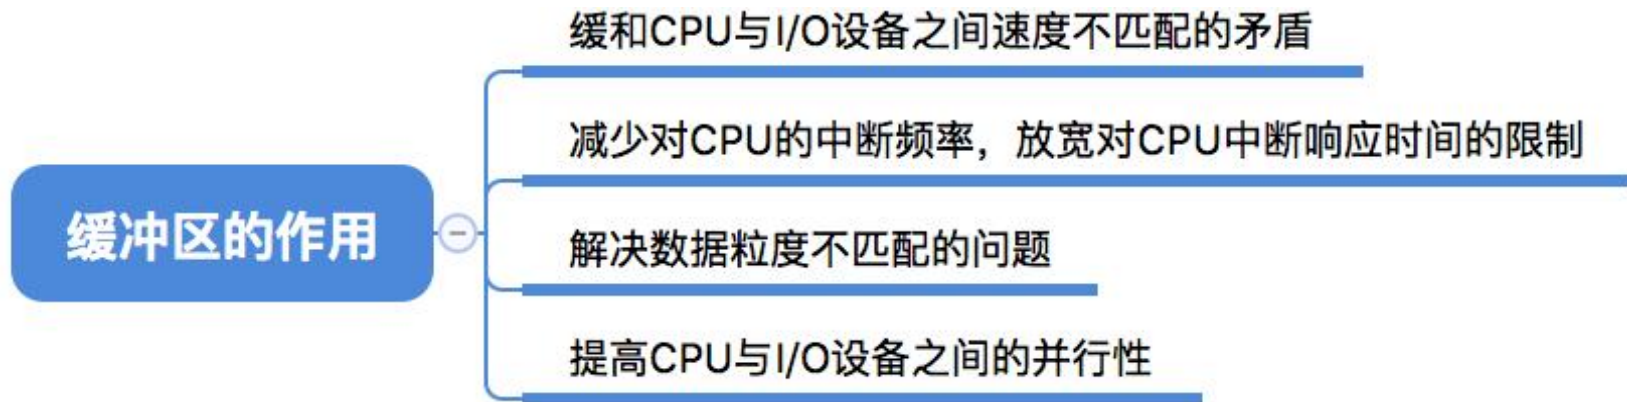 缓和CPU与I/O设备之间速度不匹配的矛盾
减少对CPU的中断频率，放宽对CPU中断响应时间的限制
缓冲区的作用
解决数据粒度不匹配的问题
提高CPU与I/O设备之间的并行性